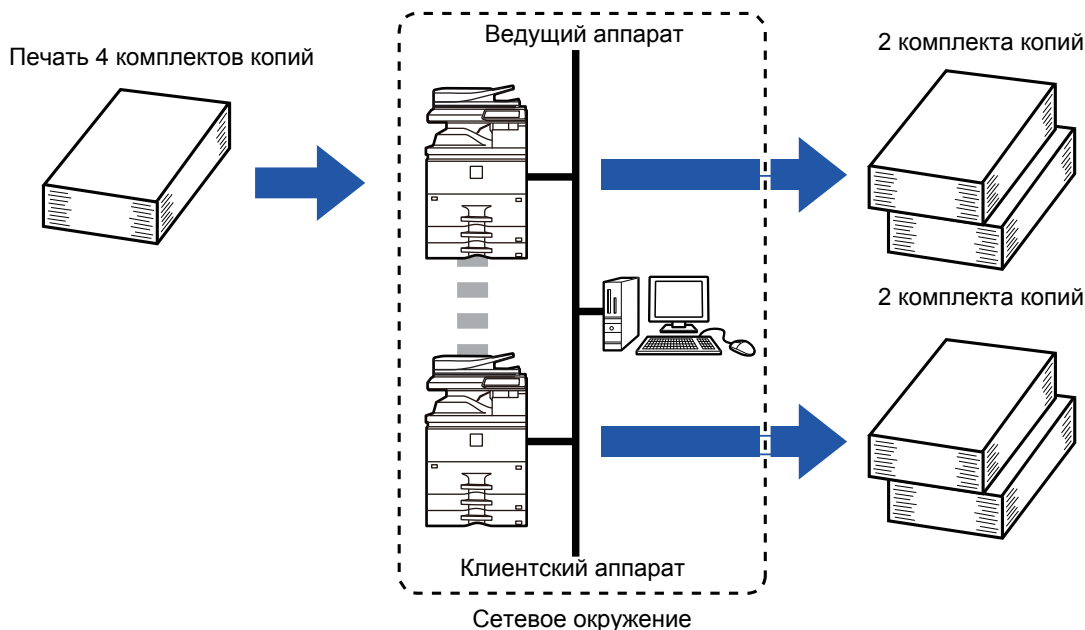 Печать 4 комплектов копий
Ведущий аппарат
2 комплекта копий
2 комплекта копий
Клиентский аппарат
Сетевое окружение